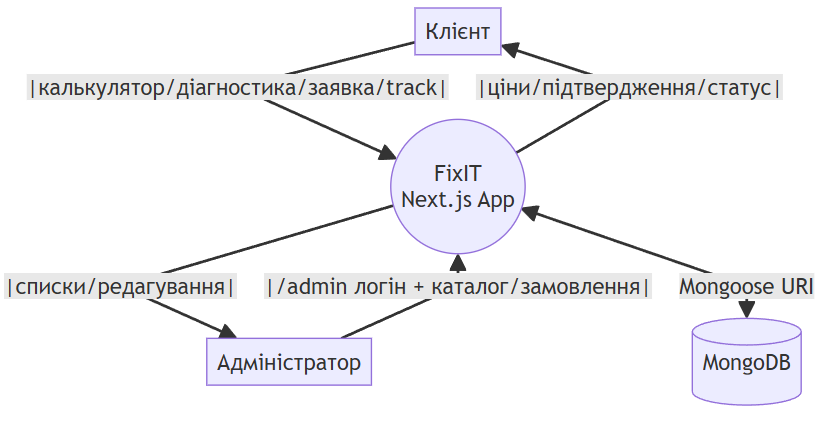 Клієнт
|калькулятор/діагностика/заявка/track|
|ціни/підтвердження/статус|
FixIT
Next.js App
|списки/редагування|
|/admin логін + каталог/замовлення|
Mongoose URI
Адміністратор
MongoDB